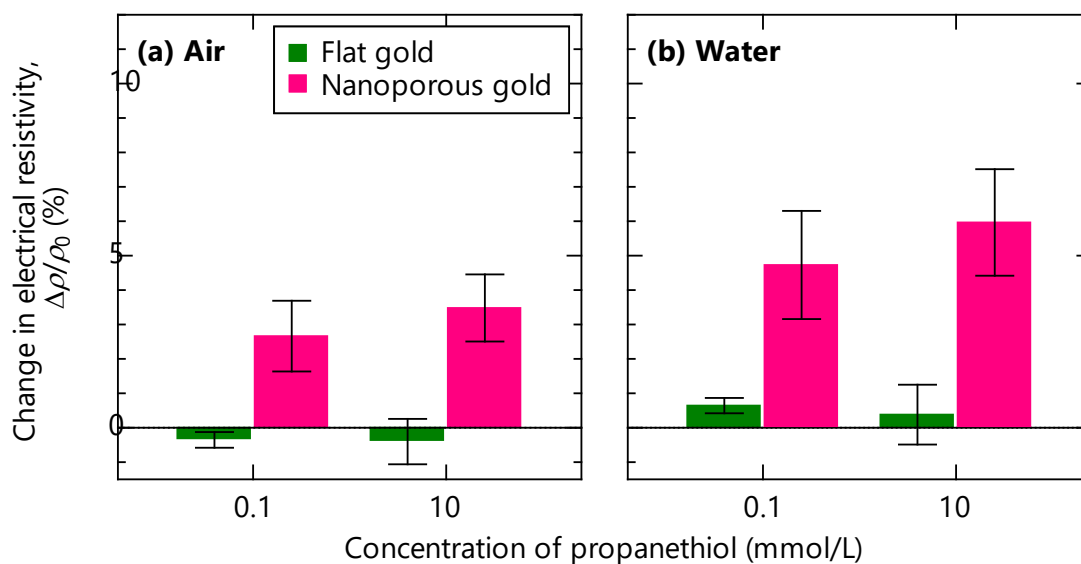 (a) Air
Flat gold
Nanoporous gold
(b) Water
Change in electrical resistivity,
Δρ/ρ0 (%)
10
5
0
0.1 10
0.1 10
Concentration of propanethiol (mmol/L)